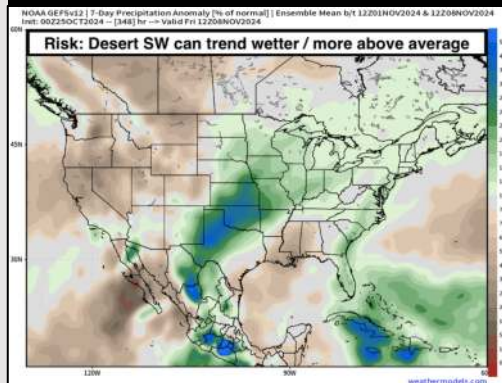 NOAA GEFSv12 | 7-Day Precipitation Anomaly [% of normal] | Ensemble Mean b/t 12Z01NOV2024 & 12Z08NOV2024
Init: 00Z25OCT2024 -- [348] hr --> Valid Fri 12Z08NOV2024
Risk: Desert SW can trend wetter / more above average
60N
45N
120W
90W
60
weathermodels.com